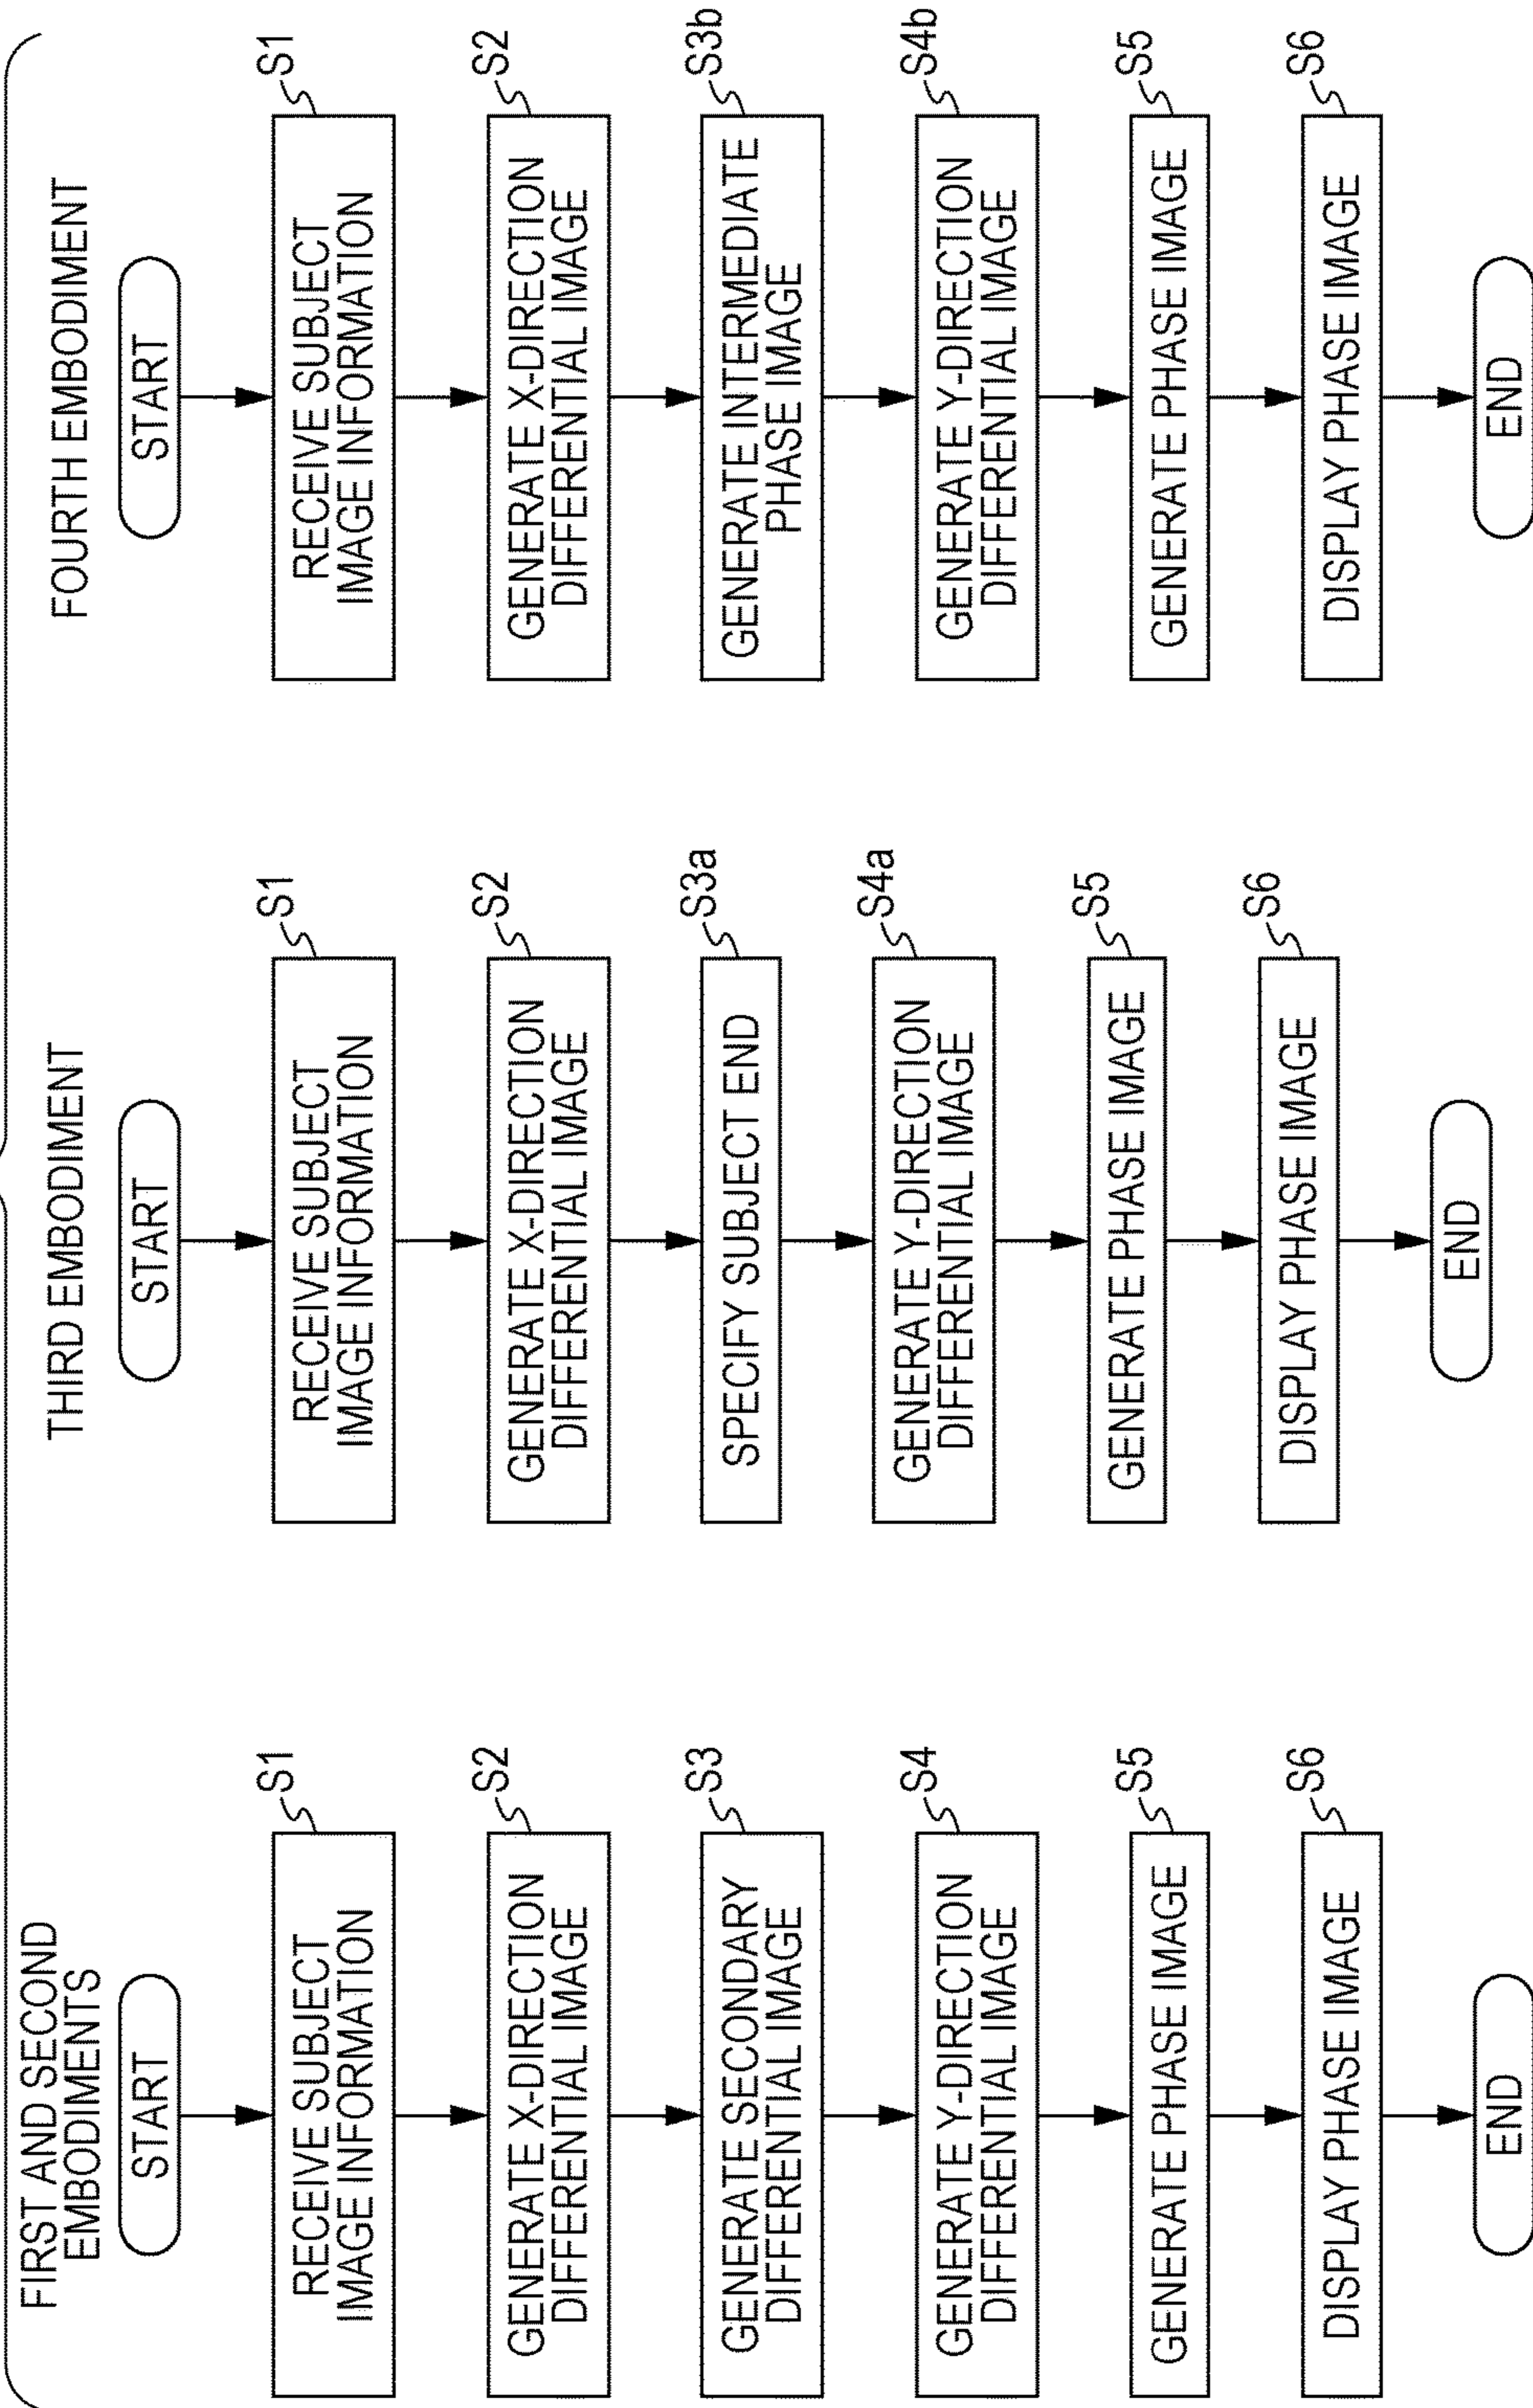 FIRST AND SECOND
EMBODIMENTS
START
RECEIVE SUBJECT
IMAGE INFORMATION
S1
GENERATE X-DIRECTION
DIFFERENTIAL IMAGE
S2
GENERATE SECONDARY
DIFFERENTIAL IMAGE
S3
GENERATE Y-DIRECTION
DIFFERENTIAL IMAGE
S4
GENERATE PHASE IMAGE
S5
DISPLAY PHASE IMAGE
S6
END
THIRD EMBODIMENT
START
RECEIVE SUBJECT
IMAGE INFORMATION
S1
GENERATE X-DIRECTION
DIFFERENTIAL IMAGE
S2
SPECIFY SUBJECT END
S3a
GENERATE Y-DIRECTION
DIFFERENTIAL IMAGE
S4a
GENERATE PHASE IMAGE
S5
DISPLAY PHASE IMAGE
S6
END
FOURTH EMBODIMENT
START
RECEIVE SUBJECT
IMAGE INFORMATION
S1
GENERATE X-DIRECTION
DIFFERENTIAL IMAGE
S2
GENERATE INTERMEDIATE
PHASE IMAGE
S3b
GENERATE Y-DIRECTION
DIFFERENTIAL IMAGE
S4b
GENERATE PHASE IMAGE
S5
DISPLAY PHASE IMAGE
S6
END